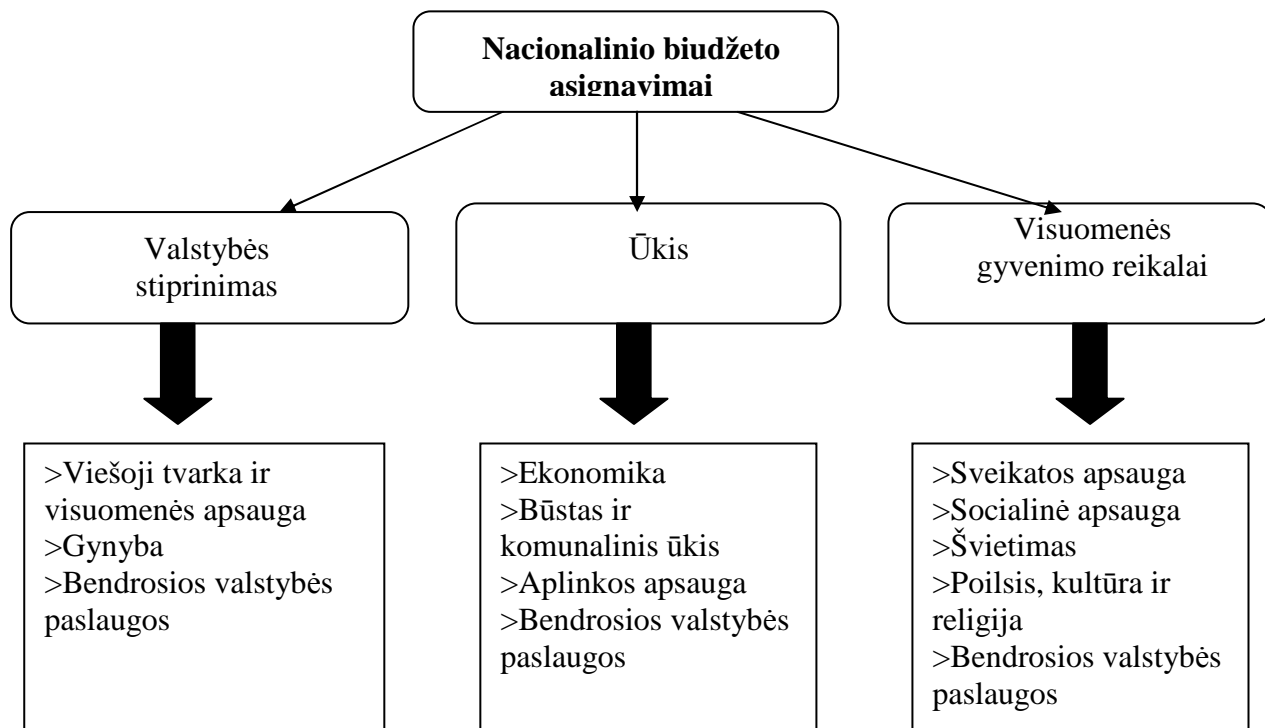 Nacionalinio biudžeto
asignavimai
Valstybės
stiprinimas
Ūkis
Visuomenės
gyvenimo reikalai
>Viešoji tvarka ir
visuomenės apsauga
>Gynyba
>Bendrosios valstybės
paslaugos
>Ekonomika
>Būstas ir
komunalinis ūkis
>Aplinkos apsauga
>Bendrosios valstybės
paslaugos
>Sveikatos apsauga
>Socialinė apsauga
>Švietimas
>Poilsis, kultūra ir
religija
>Bendrosios valstybės
paslaugos